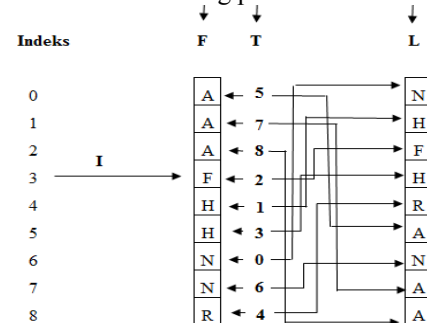 Indeks F T L
0 A 5 N
1 A 7 H
2 A 8 F
I
3 F 2 H
4 H 1 R
5 H 3 A
6 N 0 N
7 N 6 A
8 R 4 A